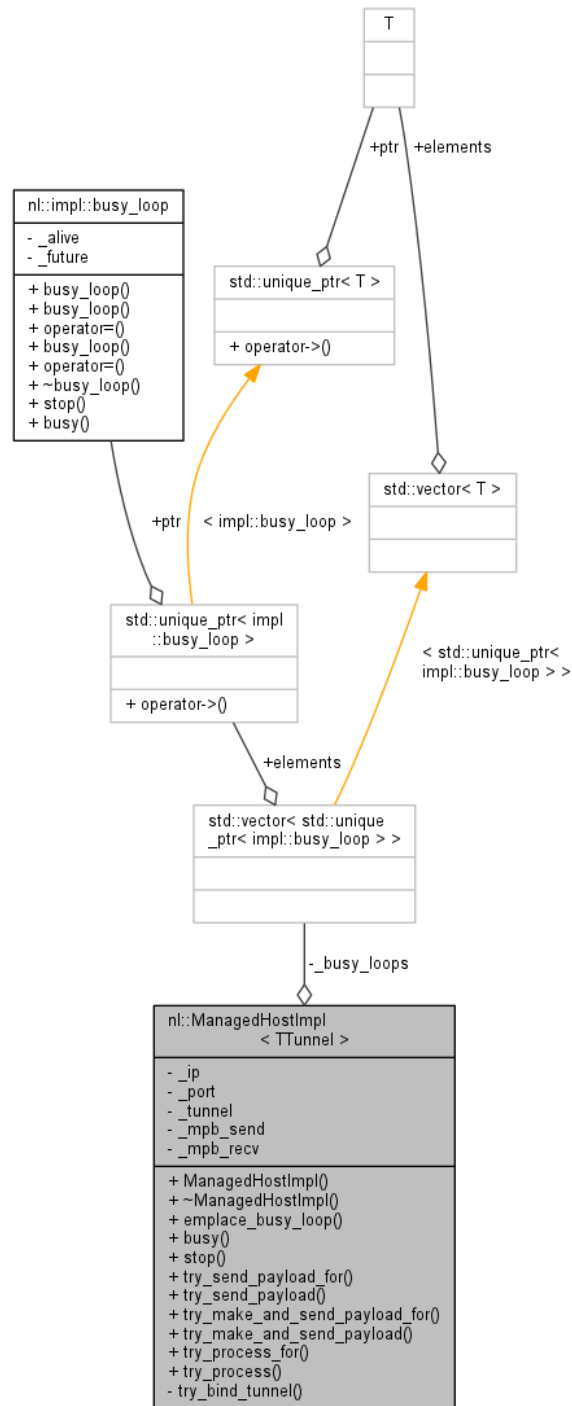 T
+ptr
+elements
nl::impl::busy_loop
- _alive
- _future
+ busy_loop()
+ busy_loop()
+ operator=()
+ busy_loop()
+ operator=()
+ ~busy_loop()
+ stop()
+ busy()
std::unique_ptr< T >
+ operator->()
std::vector< T >
+ptr
< impl::busy_loop >
std::unique_ptr< impl
::busy_loop >
+ operator->()
< std::unique_ptr<
impl::busy_loop > >
+elements
std::vector< std::unique
_ptr< impl::busy_loop > >
-_busy_loops
nl::ManagedHostImpl
< TTunnel >
- _ip
- _port
- _tunnel
- _mpb_send
- _mpb_recv
+ ManagedHostImpl()
+ ~ManagedHostImpl()
+ emplace_busy_loop()
+ busy()
+ stop()
+ try_send_payload_for()
+ try_send_payload()
+ try_make_and_send_payload_for()
+ try_make_and_send_payload()
+ try_process_for()
+ try_process()
- try_bind_tunnel()